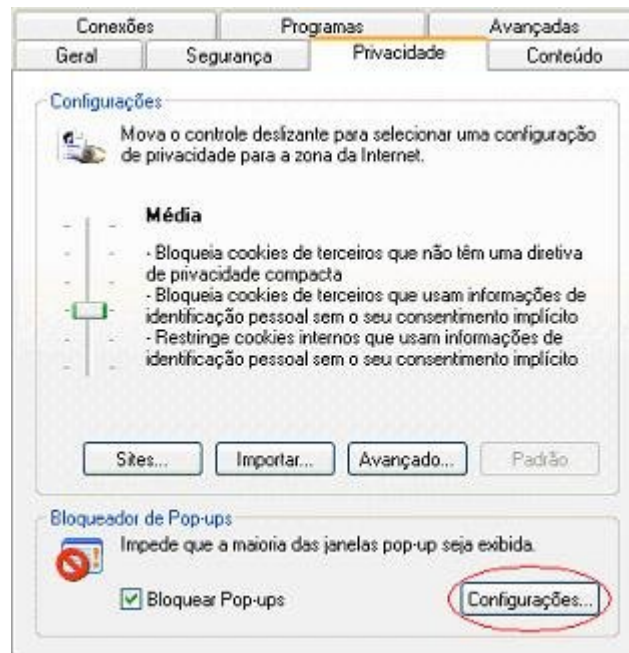 Conexões Programas Avançadas
Geral Segurança Privacidade Conteúdo
Configurações
Mova o controle deslizante para selecionar uma configuração
de privacidade para a zona da Internet.
Média
- Bloqueia cookies de terceiros que não têm uma diretiva
de privacidade compacta
- Bloqueia cookies de terceiros que usam informações de
identificação pessoal sem o seu consentimento implícito
- Restringe cookies internos que usam informações de
identificação pessoal sem o seu consentimento implícito
Sites... Importar... Avançado... Padrão
Bloqueador de Pop-ups
Impede que a maioria das janelas pop-up seja exibida.
Bloquear Pop-ups Configurações...